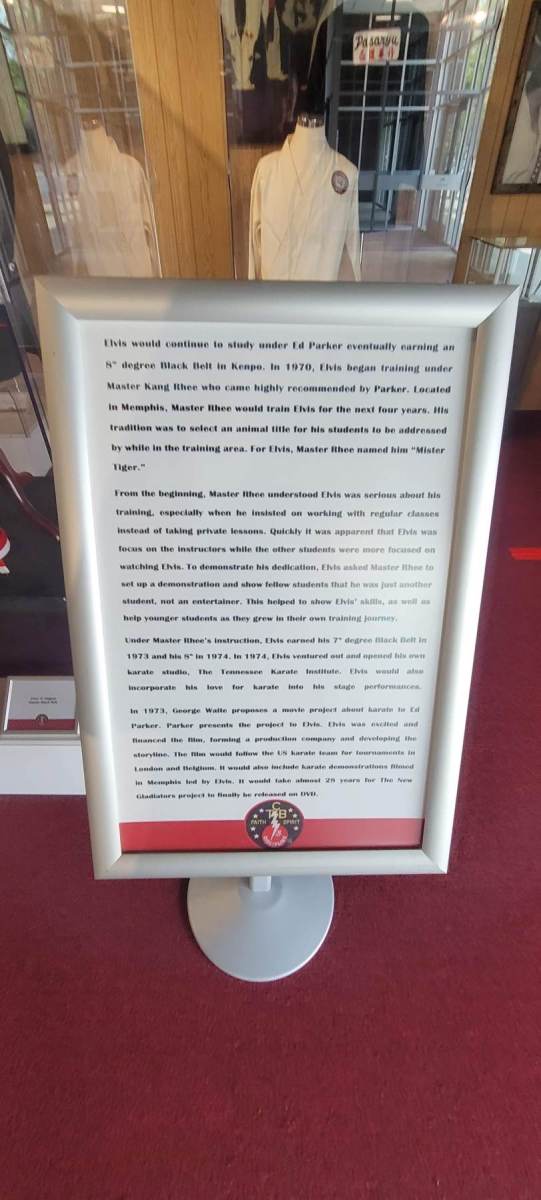 Pasaryu
Elvis would continue to study under Ed Parker eventually earning an
8th degree Black Belt in Kenpo. In 1970, Elvis began training under
Master Kang Rhee who came highly recommended by Parker. Located
in Memphis, Master Rhee would train Elvis for the next four years. His
tradition was to select an animal title for his students to be addressed
by while in the training area. For Elvis, Master Rhee named him “Mister
Tiger.”
From the beginning, Master Rhee understood Elvis was serious about his
training, especially when he insisted on working with regular classes
instead of taking private lessons. Quickly it was apparent that Elvis was
focus on the instructors while the other students were more focused on
watching Elvis. To demonstrate his dedication, Elvis asked Master Rhee to
set up a demonstration and show fellow students that he was just another
student, not an entertainer. This helped to show Elvis’ skills, as well as
help younger students as they grew in their own training journey.
Under Master Rhee’s instruction, Elvis earned his 7th degree Black Belt in
1973 and his 8th in 1974. In 1974, Elvis ventured out and opened his own
karate studio, The Tennessee Karate Institute. Elvis would also
incorporate his love for karate into his stage performances.
In 1973, George Waite proposes a movie project about karate to Ed
Parker. Parker presents the project to Elvis. Elvis was excited and
financed the film, forming a production company and developing the
storyline. The film would follow the US karate team for tournaments in
London and Belgium. It would also include karate demonstrations filmed
in Memphis led by Elvis. It would take almost 28 years for The New
Gladiators project to finally be released on DVD.
TCB
FAITH SPIRIT